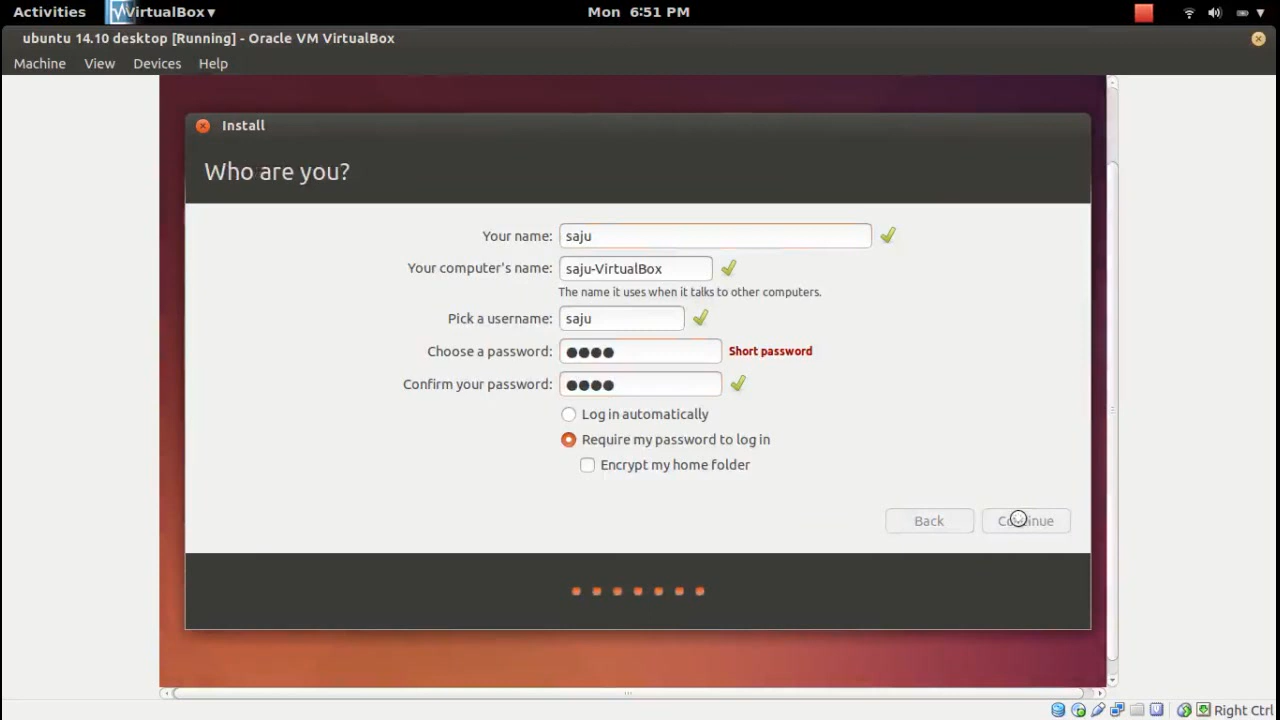 Activities VirtualBox ▾ Mon 6:51 PM
ubuntu 14.10 desktop [Running] - Oracle VM VirtualBox
Machine View Devices Help
Install
Who are you?
Your name: saju
Your computer's name: saju-VirtualBox
The name it uses when it talks to other computers.
Pick a username: saju
Choose a password: ●●●● Short password
Confirm your password: ●●●●
Log in automatically
Require my password to log in
Encrypt my home folder
Back Continue
Right Ctrl